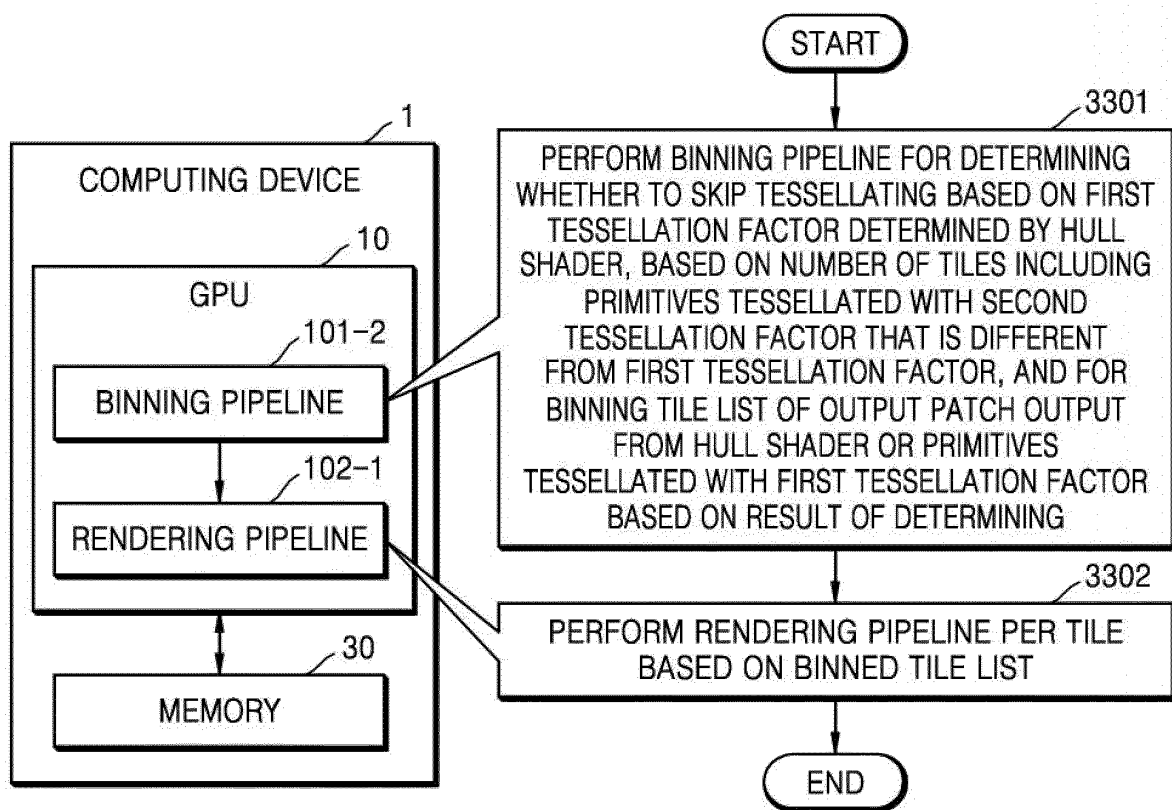 1
COMPUTING DEVICE
10
GPU
101-2
BINNING PIPELINE
102-1
RENDERING PIPELINE
30
MEMORY
START
3301
PERFORM BINNING PIPELINE FOR DETERMINING
WHETHER TO SKIP TESSELLATING BASED ON FIRST
TESSELLATION FACTOR DETERMINED BY HULL
SHADER, BASED ON NUMBER OF TILES INCLUDING
PRIMITIVES TESSELLATED WITH SECOND
TESSELLATION FACTOR THAT IS DIFFERENT
FROM FIRST TESSELLATION FACTOR, AND FOR
BINNING TILE LIST OF OUTPUT PATCH OUTPUT
FROM HULL SHADER OR PRIMITIVES
TESSELLATED WITH FIRST TESSELLATION FACTOR
BASED ON RESULT OF DETERMINING
3302
PERFORM RENDERING PIPELINE PER TILE
BASED ON BINNED TILE LIST
END